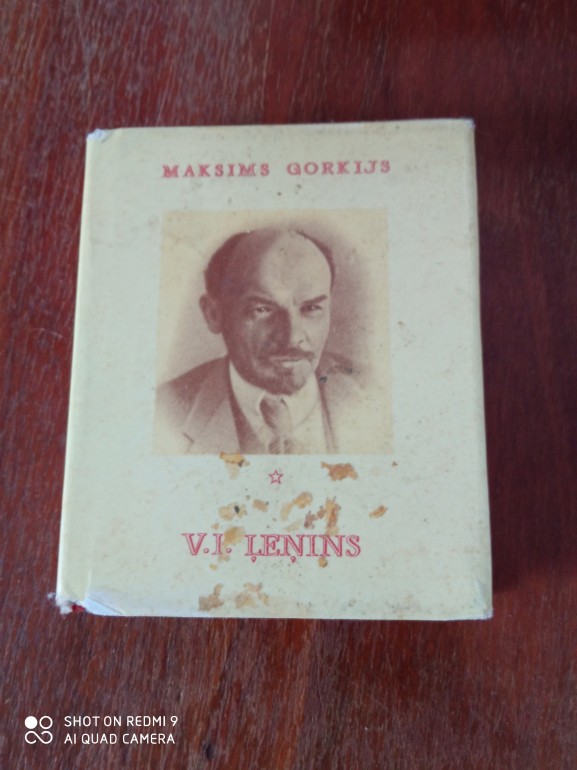 MAKSIMS GORKIJS
V.I. ĻEŅINS
SHOT ON REDMI 9
AI QUAD CAMERA